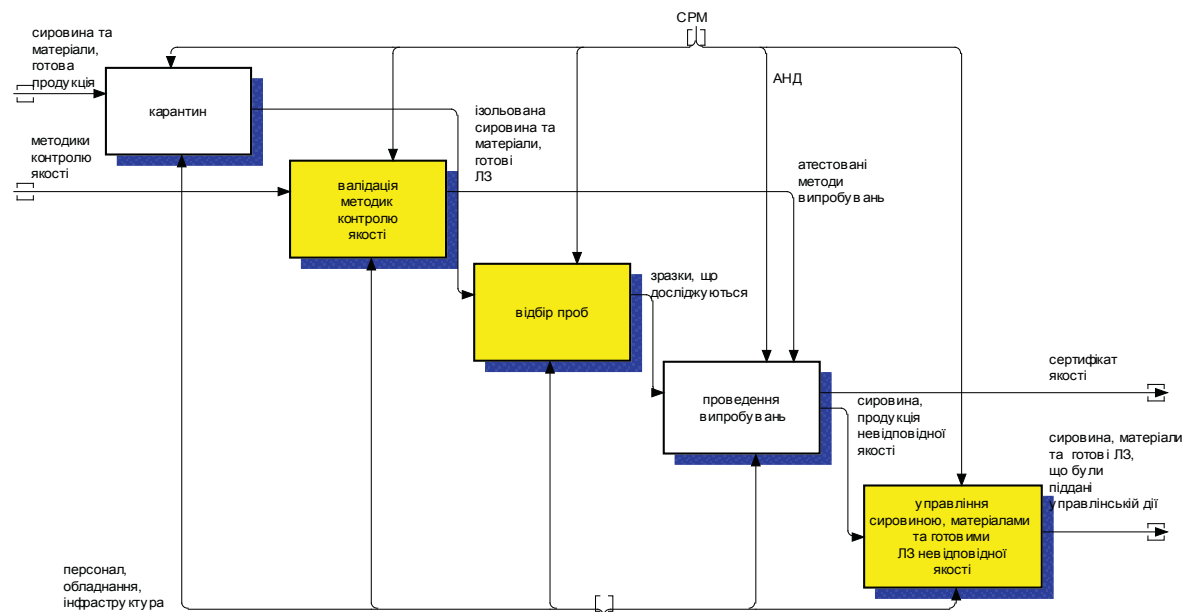 СРМ
сировина та
матеріали,
готова
продукція
карантин
АНД
методики
контролю
якості
ізольована
сировина та
матеріали,
готові
ЛЗ
валідація
методик
контролю
якості
атестовані
методи
випробувань
відбір проб
зразки, що
досліджуються
проведення
випробувань
сертифікат
якості
сировина,
продукція
невідповідної
якості
сировина, матеріали
та готові ЛЗ,
що були
піддані
управлінській дії
управління
сировиною, матеріалами
та готовими
ЛЗ невідповідної
якості
персонал,
обладнання,
інфраструктура